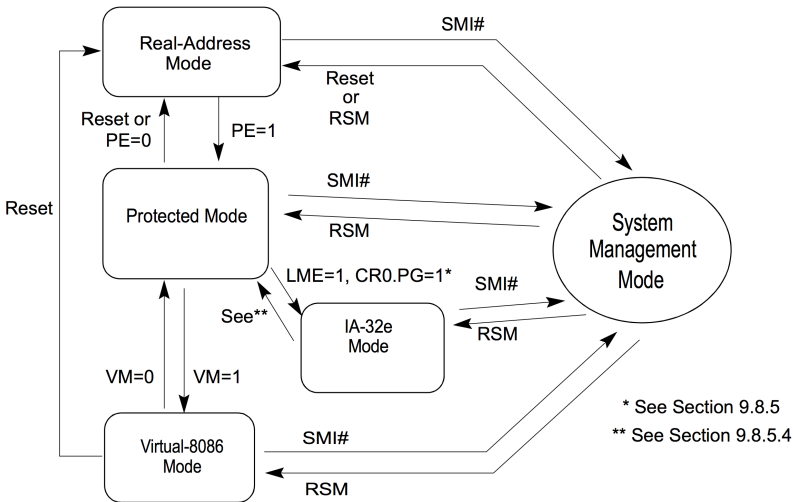 SMI#
Real-Address
Mode
Reset
or
RSM
Reset or
PE=0
PE=1
SMI#
Reset
Protected Mode
RSM
System
Management
Mode
LME=1, CR0.PG=1*
SMI#
See**
IA-32e
Mode
RSM
VM=0
VM=1
* See Section 9.8.5
** See Section 9.8.5.4
Virtual-8086
Mode
SMI#
RSM